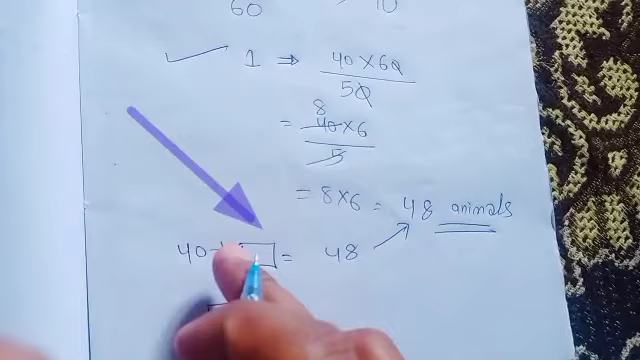 60 > 10
✓ 1 ⇒ 40 × 60 / 50
8
= 40 × 6 / 5
= 8 × 6 = 48 animals
40 + □ = 48